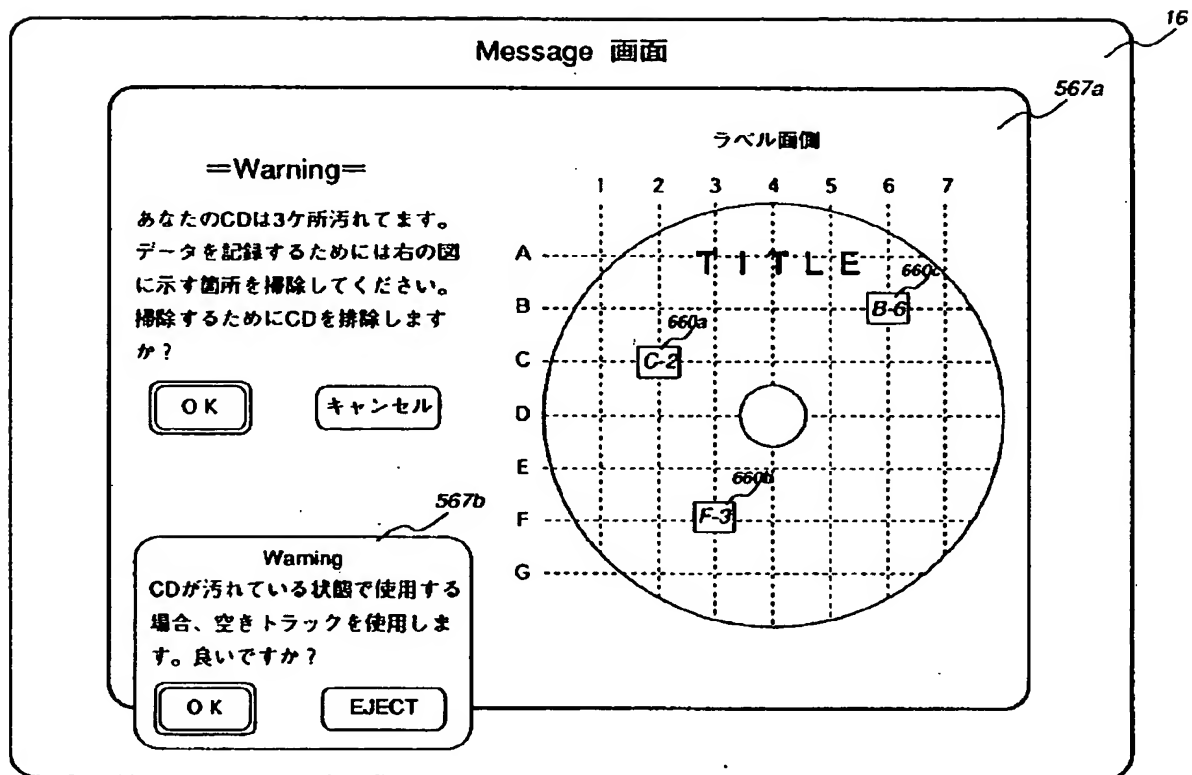 16
Message 画面
567a
=Warning=
あなたのCDは3ケ所汚れてます。
データを記録するためには右の図
に示す箇所を掃除してください。
掃除するためにCDを排除します
か?
OK
キャンセル
ラベル面側
1 2 3 4 5 6 7
A
B
C
D
E
F
G
TITLE
660c
B-6
660a
C-2
660b
F-3
567b
Warning
CDが汚れている状態で使用する
場合、空きトラックを使用しま
す。良いですか?
OK
EJECT